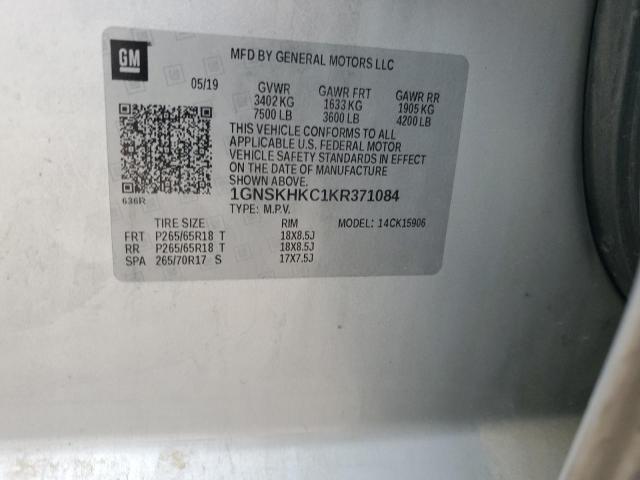 GM
MFD BY GENERAL MOTORS LLC
05/19 GVWR GAWR FRT GAWR RR
3402 KG 1633 KG 1905 KG
7500 LB 3600 LB 4200 LB
THIS VEHICLE CONFORMS TO ALL
APPLICABLE U.S. FEDERAL MOTOR
VEHICLE SAFETY STANDARDS IN EFFECT
ON THE DATE OF MANUFACTURE
SHOWN ABOVE.
636R 1GNSKHKC1KR371084
TYPE: M.P.V. MODEL: 14CK15906
TIRE SIZE RIM
FRT P265/65R18 T 18X8.5J
RR P265/65R18 T 18X8.5J
SPA 265/70R17 S 17X7.5J